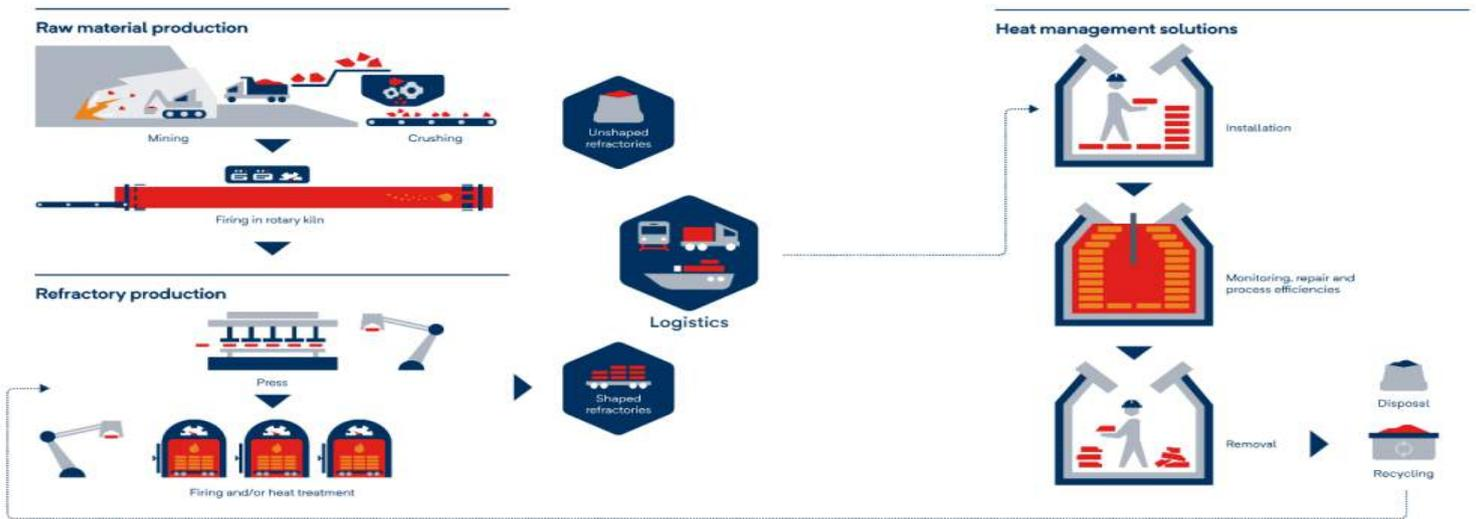 Raw material production
Mining
Crushing
Firing in rotary kiln
Refractory production
Press
Firing and/or heat treatment
Unshaped
refractories
Logistics
Shaped
refractories
Heat management solutions
Installation
Monitoring, repair and
process efficiencies
Removal
Disposal
Recycling